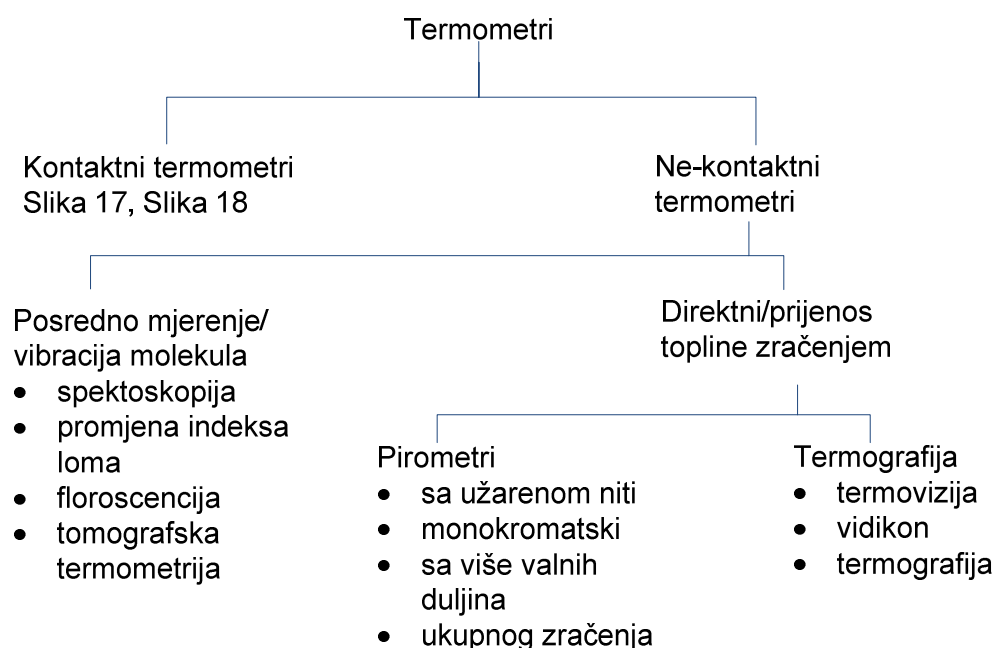 Termometri
Kontaktni termometri
Slika 17, Slika 18
Ne-kontaktni
termometri
Posredno mjerenje/
vibracija molekula
• spektoskopija
• promjena indeksa
loma
• floroscencija
• tomografska
termometrija
Direktni/prijenos
topline zračenjem
Pirometri
• sa užarenom niti
• monokromatski
• sa više valnih
duljina
• ukupnog zračenja
Termografija
• termovizija
• vidikon
• termografija